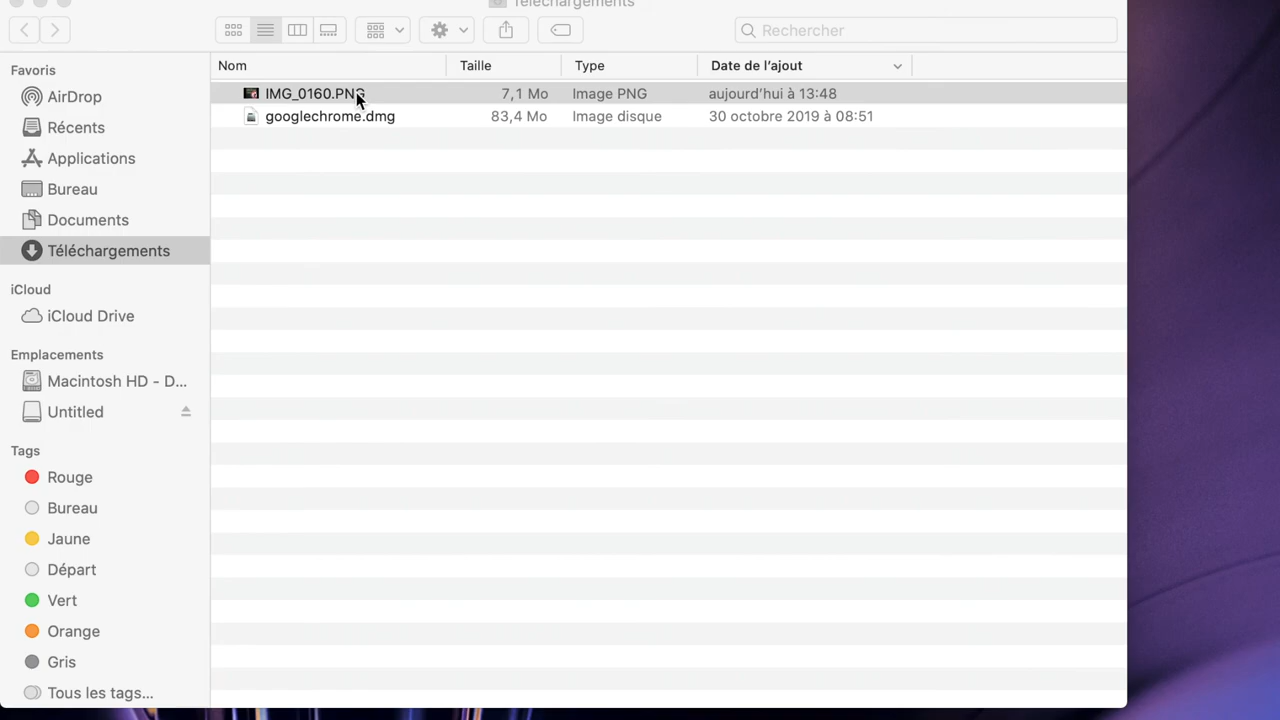 Téléchargements
Rechercher
Favoris
AirDrop
Récents
Applications
Bureau
Documents
Téléchargements
iCloud
iCloud Drive
Emplacements
Macintosh HD - D...
Untitled
Tags
Rouge
Bureau
Jaune
Départ
Vert
Orange
Gris
Tous les tags...
Nom Taille Type Date de l’ajout
IMG_0160.PNG 7,1 Mo Image PNG aujourd’hui à 13:48
googlechrome.dmg 83,4 Mo Image disque 30 octobre 2019 à 08:51